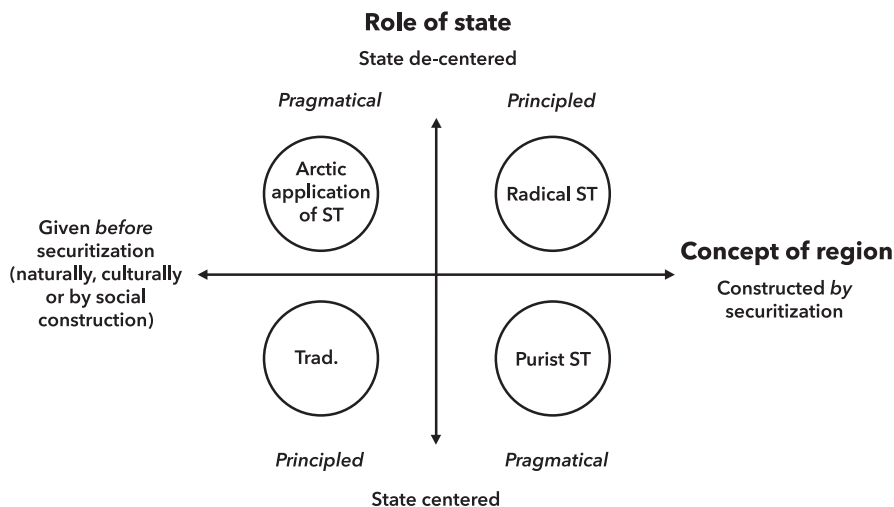 Role of state
State de-centered
Pragmatical
Principled
Arctic
application
of ST
Radical ST
Given before
securitization
(naturally, culturally
or by social
construction)
Concept of region
Constructed by
securitization
Trad.
Purist ST
Principled
Pragmatical
State centered